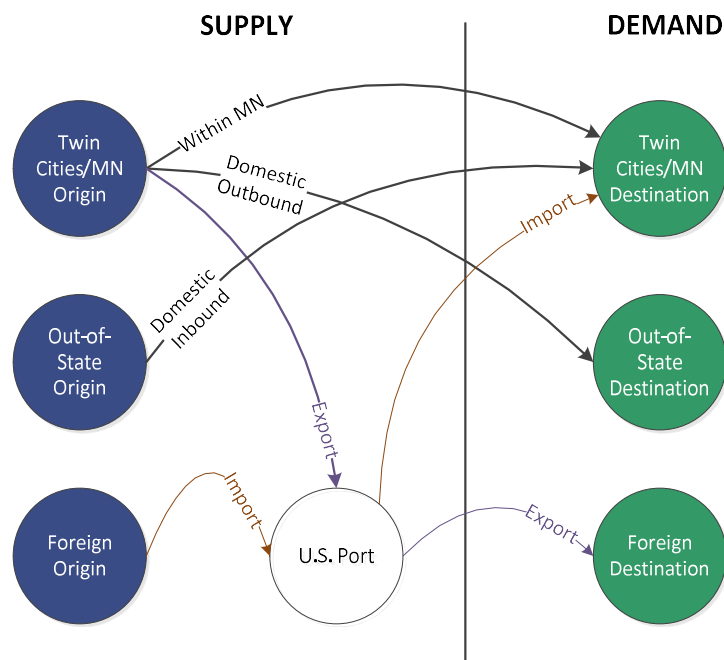 SUPPLY
DEMAND
Within MN
Twin
Cities/MN
Origin
Domestic
Outbound
Twin
Cities/MN
Destination
Import
Domestic
Inbound
Out-of-
State
Origin
Out-of-
State
Destination
Export
Import
Foreign
Origin
U.S. Port
Export
Foreign
Destination